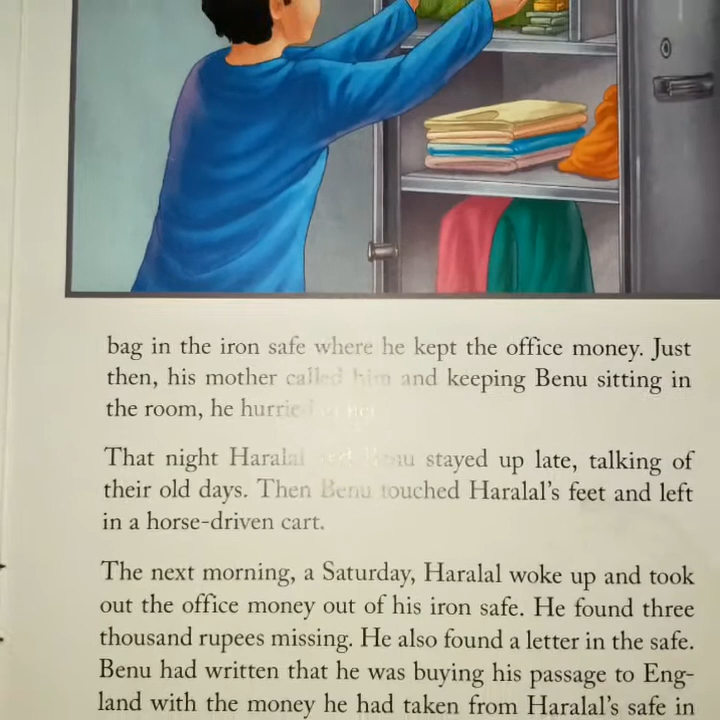 bag in the iron safe where he kept the office money. Just
then, his mother called him and keeping Benu sitting in
the room, he hurried to her.
That night Haralal and Benu stayed up late, talking of
their old days. Then Benu touched Haralal's feet and left
in a horse-driven cart.
The next morning, a Saturday, Haralal woke up and took
out the office money out of his iron safe. He found three
thousand rupees missing. He also found a letter in the safe.
Benu had written that he was buying his passage to Eng-
land with the money he had taken from Haralal's safe in